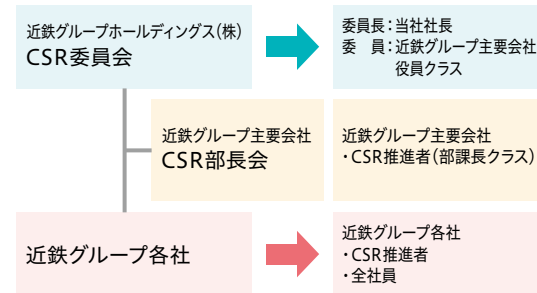 近鉄グループホールディングス(株)
CSR委員会
委員長：当社社長
委　員：近鉄グループ主要会社
役員クラス
近鉄グループ主要会社
CSR部長会
近鉄グループ主要会社
・CSR推進者(部課長クラス)
近鉄グループ各社
近鉄グループ各社
・CSR推進者
・全社員